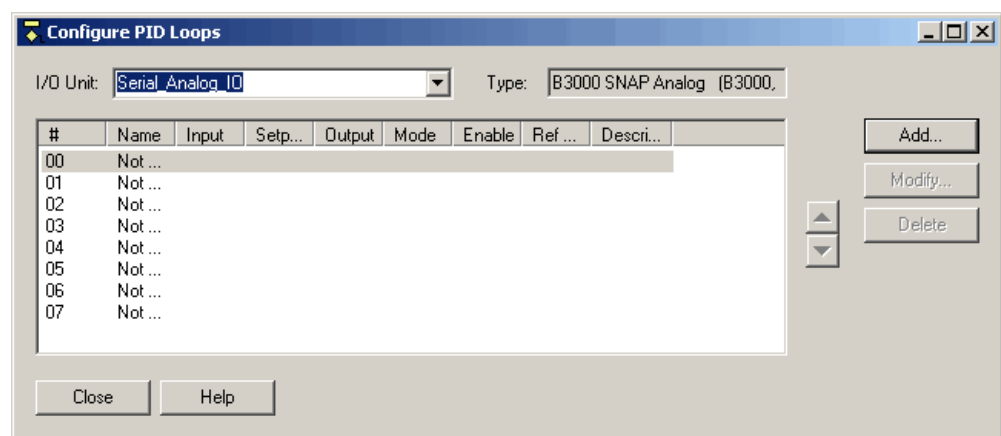 Configure PID Loops
I/O Unit: Serial_Analog_IO Type: B3000 SNAP Analog (B3000,
# Name Input Setp... Output Mode Enable Ref ... Descri...
00 Not ...
01 Not ...
02 Not ...
03 Not ...
04 Not ...
05 Not ...
06 Not ...
07 Not ...
Add...
Modify...
Delete
Close Help